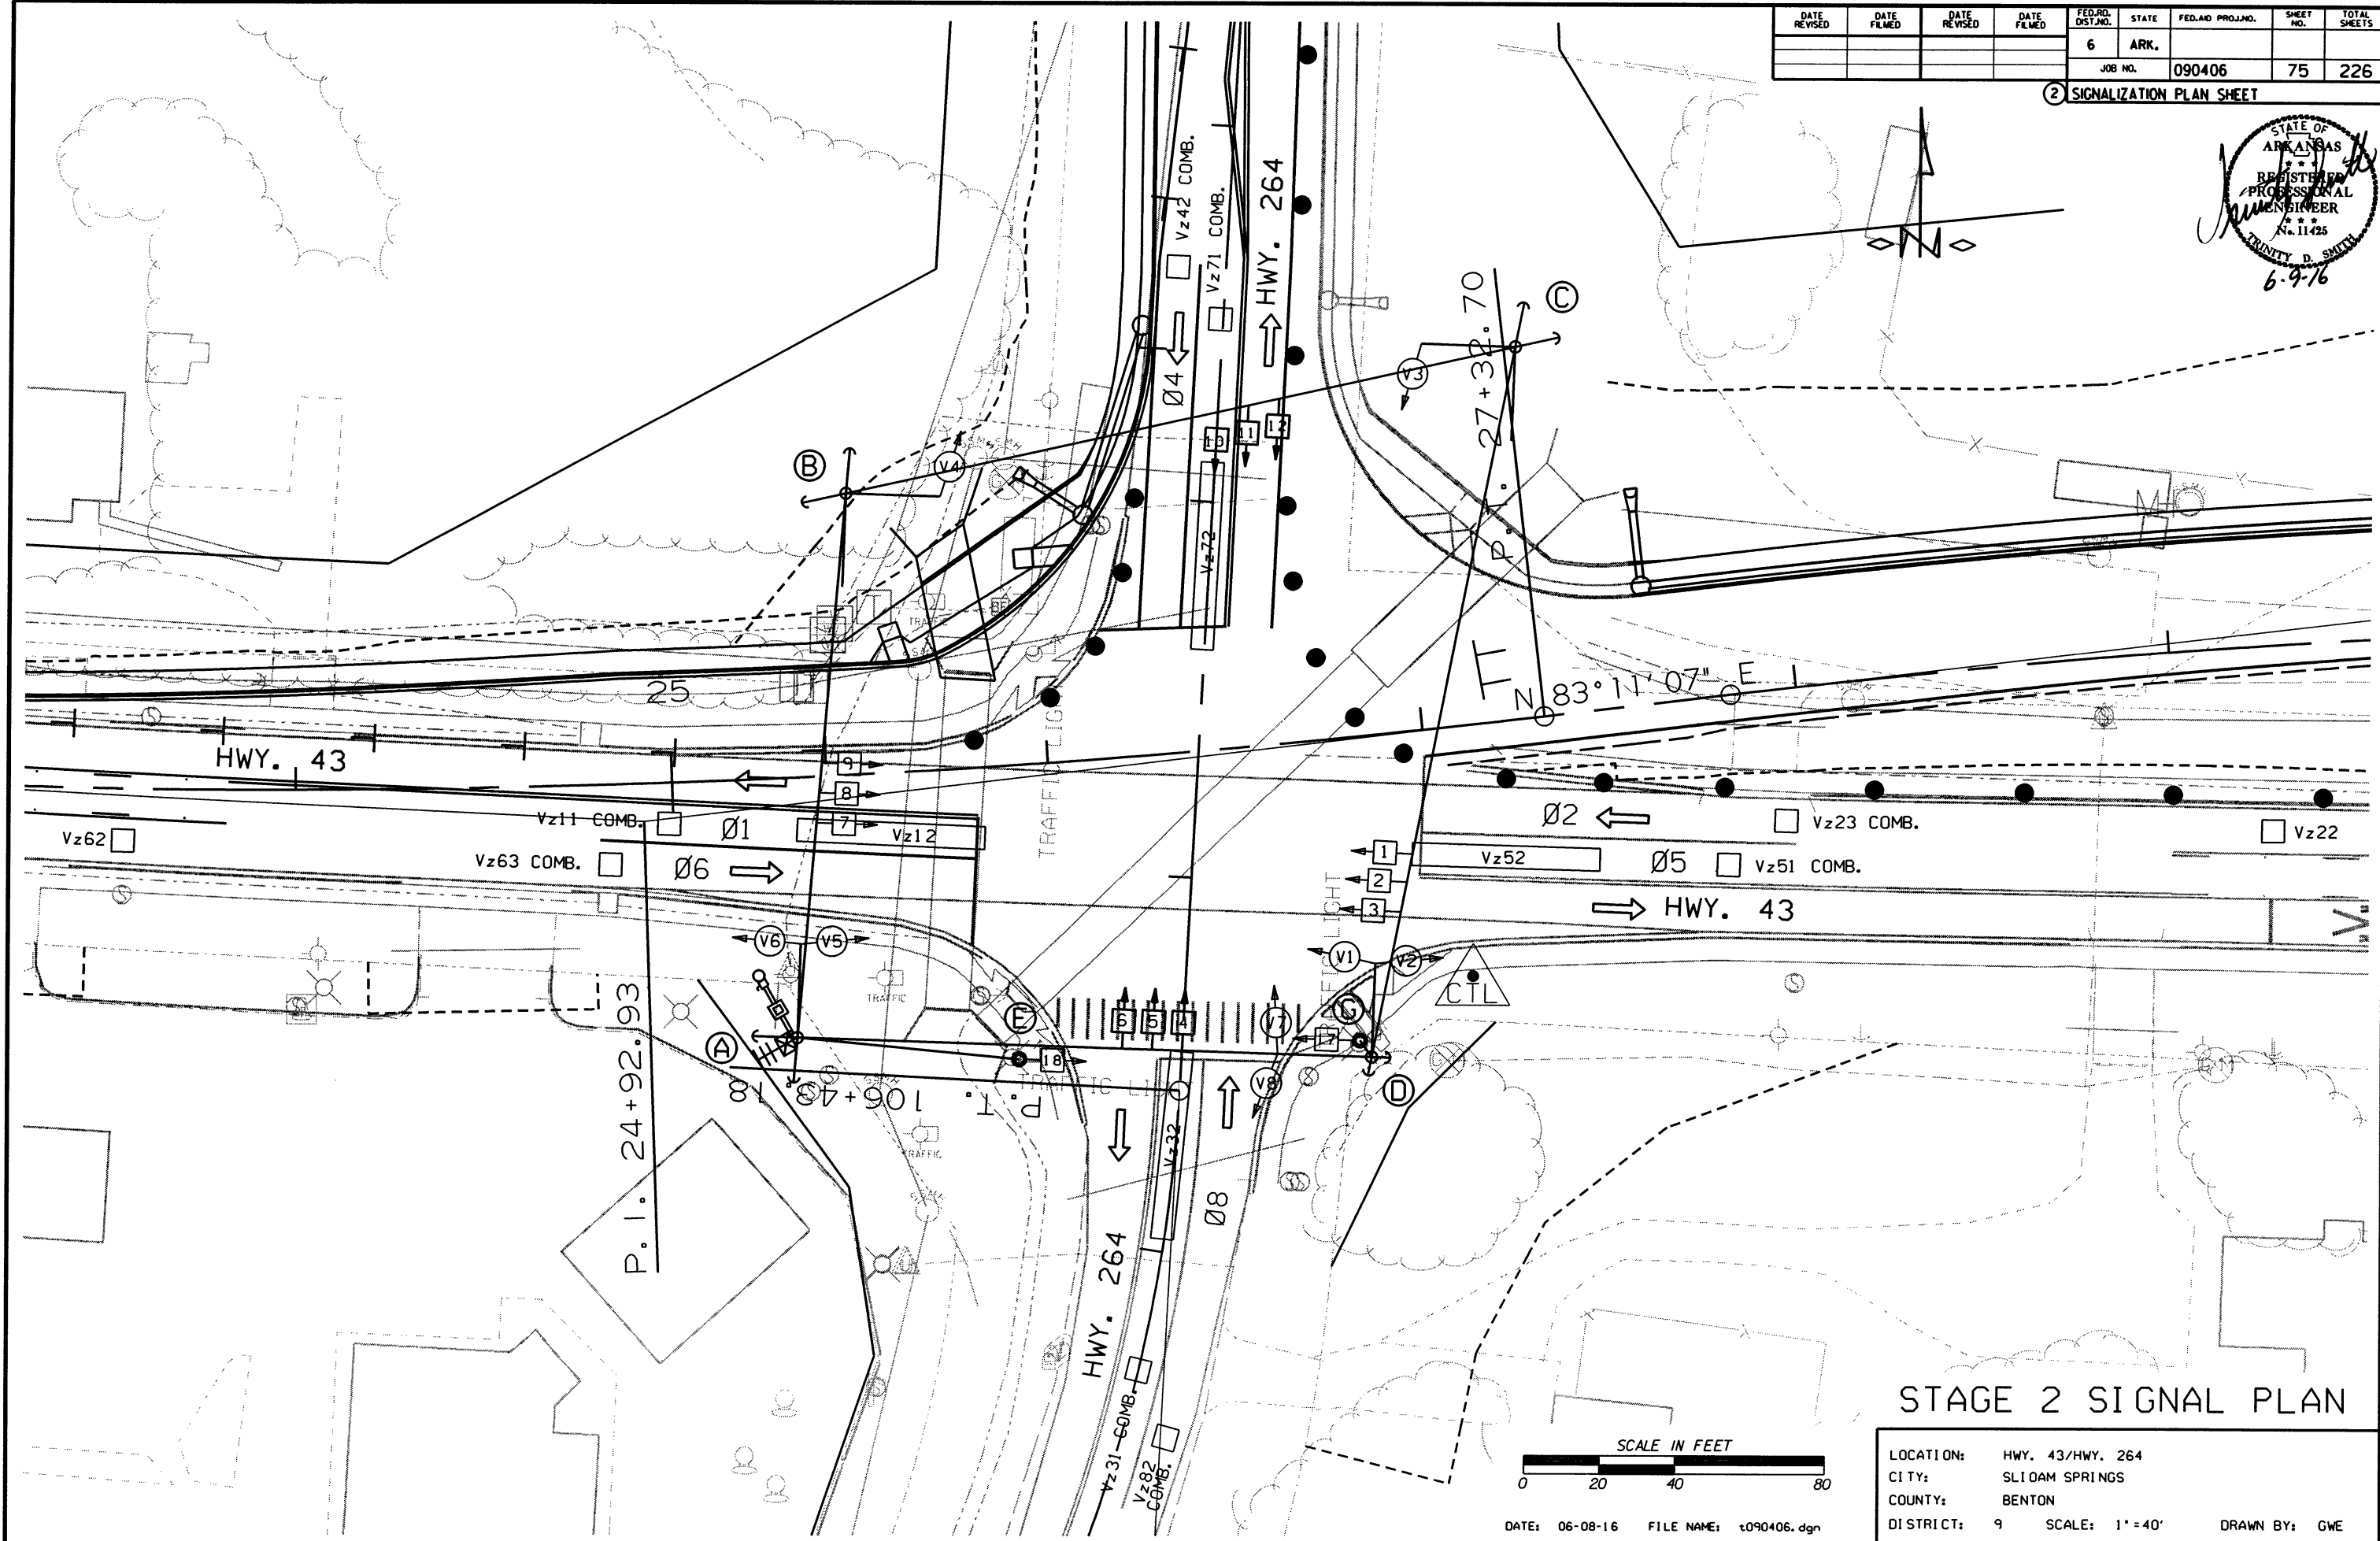 DATE REVISED
DATE FILMED
DATE REVISED
DATE FILMED
FED.RD. DIST.NO.
STATE
FED.AID PROJ.NO.
SHEET NO.
TOTAL SHEETS
6
ARK.
JOB NO.
090406
75
226
2 SIGNALIZATION PLAN SHEET
STATE OF
ARKANSAS
REGISTERED
PROFESSIONAL
ENGINEER
No. 11425
TRINITY D. SMITH
6-9-16
N
Vz42 COMB.
Vz71 COMB.
HWY. 264
Ø4
C
V3
P.I. 27+32.70
B
V4
10
11
12
Vz72
TRAFFIC
25
N 83°11'07" E
HWY. 43
9
8
7
Vz11 COMB.
Ø1
Vz12
Vz62
Vz63 COMB.
Ø6
TRAFFIC LIGHT
Ø2
Vz23 COMB.
Vz22
1
2
3
Vz52
Ø5
Vz51 COMB.
HWY. 43
"V"
V6
V5
V1
V2
CTL
TRAFFIC
E
G
6
5
4
V7
17
A
18
D
V8
P.T. 106+43.18
P.I. 24+92.93
TRAFFIC
Vz32
Ø8
HWY. 264
Vz31 COMB.
Vz82 COMB.
STAGE 2 SIGNAL PLAN
SCALE IN FEET
0 20 40 80
DATE: 06-08-16 FILE NAME: t090406.dgn
LOCATION: HWY. 43/HWY. 264
CITY: SLIOAM SPRINGS
COUNTY: BENTON
DISTRICT: 9 SCALE: 1"=40' DRAWN BY: GWE